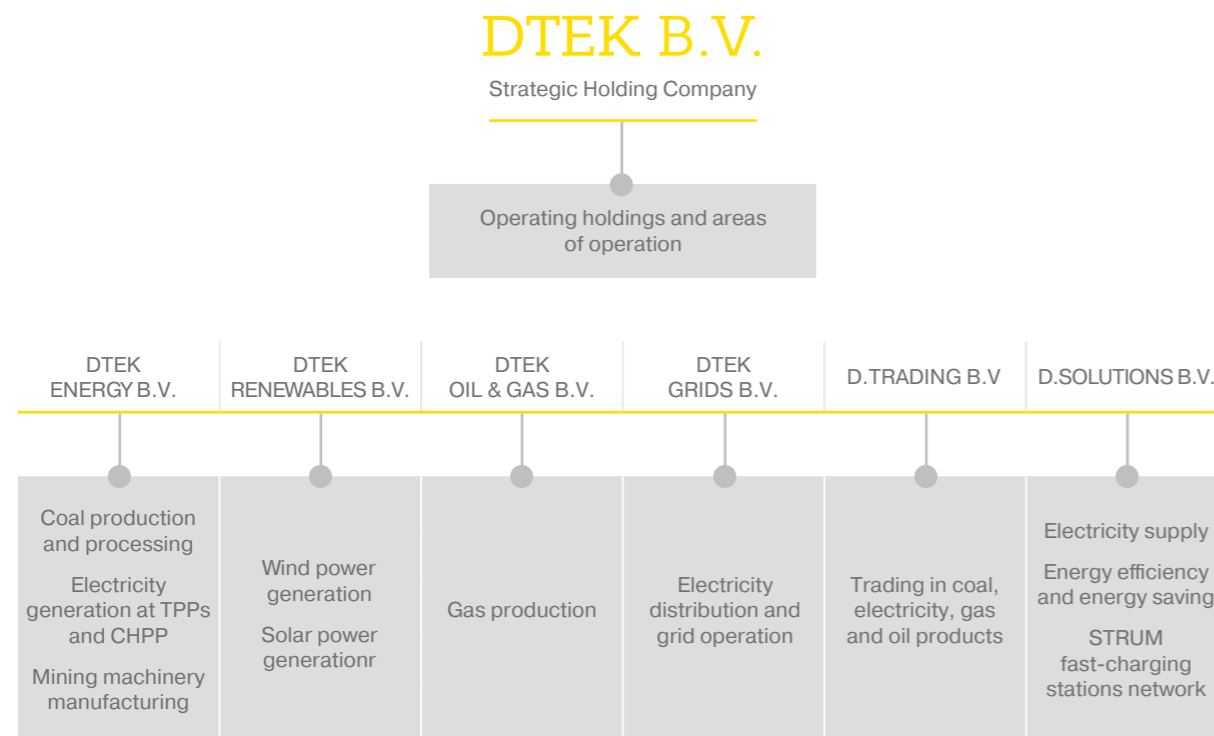 DTEK B.V.
Strategic Holding Company
Operating holdings and areas
of operation
DTEK
ENERGY B.V.
DTEK
RENEWABLES B.V.
DTEK
OIL & GAS B.V.
DTEK
GRIDS B.V.
D.TRADING B.V
D.SOLUTIONS B.V.
Coal production
and processing
Electricity
generation at TPPs
and CHPP
Mining machinery
manufacturing
Wind power
generation
Solar power
generationr
Gas production
Electricity
distribution and
grid operation
Trading in coal,
electricity, gas
and oil products
Electricity supply
Energy efficiency
and energy saving
STRUM
fast-charging
stations network